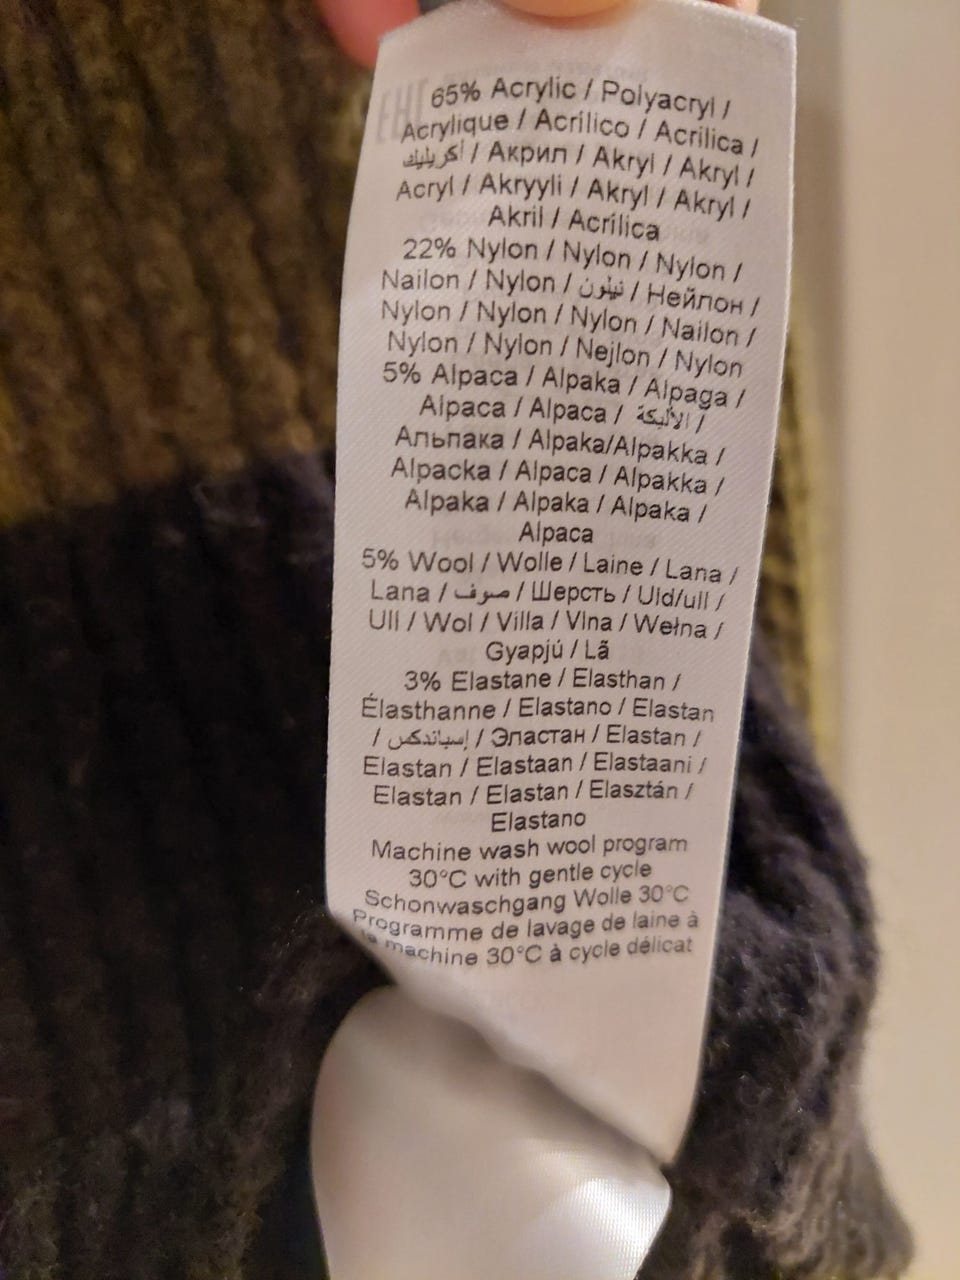 65% Acrylic / Polyacryl /
Acrylique / Acrílico / Acrilica /
أكريليك / Акрил / Akryl / Akryl /
Acryl / Akryyli / Akryl / Akryl /
Akril / Acrílica
22% Nylon / Nylon / Nylon /
Nailon / Nylon / نيلون / Нейлон /
Nylon / Nylon / Nylon / Nailon /
Nylon / Nylon / Nejlon / Nylon
5% Alpaca / Alpaka / Alpaga /
Alpaca / Alpaca / الألبكة /
Альпака / Alpaka/Alpakka /
Alpacka / Alpaca / Alpakka /
Alpaka / Alpaka / Alpaka /
Alpaca
5% Wool / Wolle / Laine / Lana /
Lana / صوف / Шерсть / Uld/ull /
Ull / Wol / Villa / Vlna / Wełna /
Gyapjú / Lã
3% Elastane / Elasthan /
Élasthanne / Elastano / Elastan
/ إسباندكس / Эластан / Elastan /
Elastan / Elastaan / Elastaani /
Elastan / Elastan / Elasztán /
Elastano
Machine wash wool program
30°C with gentle cycle
Schonwaschgang Wolle 30°C
Programme de lavage de laine à
la machine 30°C à cycle délicat